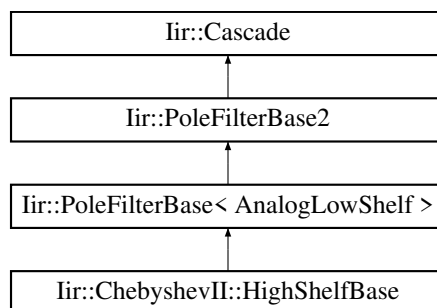 Iir::Cascade
Iir::PoleFilterBase2
Iir::PoleFilterBase< AnalogLowShelf >
Iir::ChebyshevII::HighShelfBase